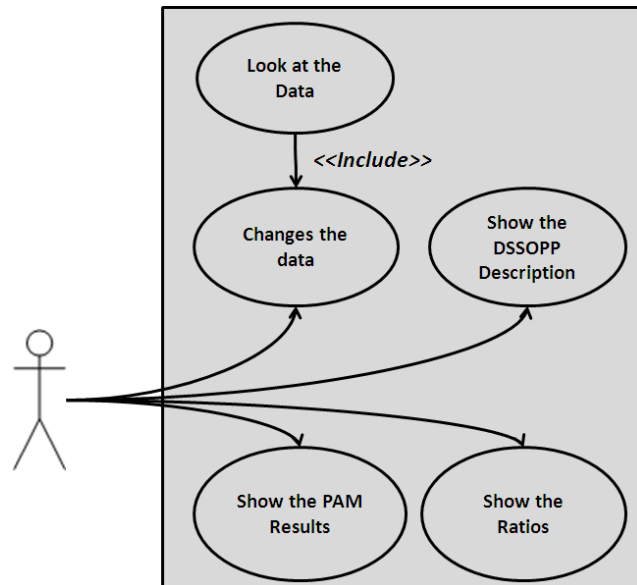 Look at the
Data
<<Include>>
Changes the
data
Show the
DSSOPP
Description
Show the PAM
Results
Show the
Ratios